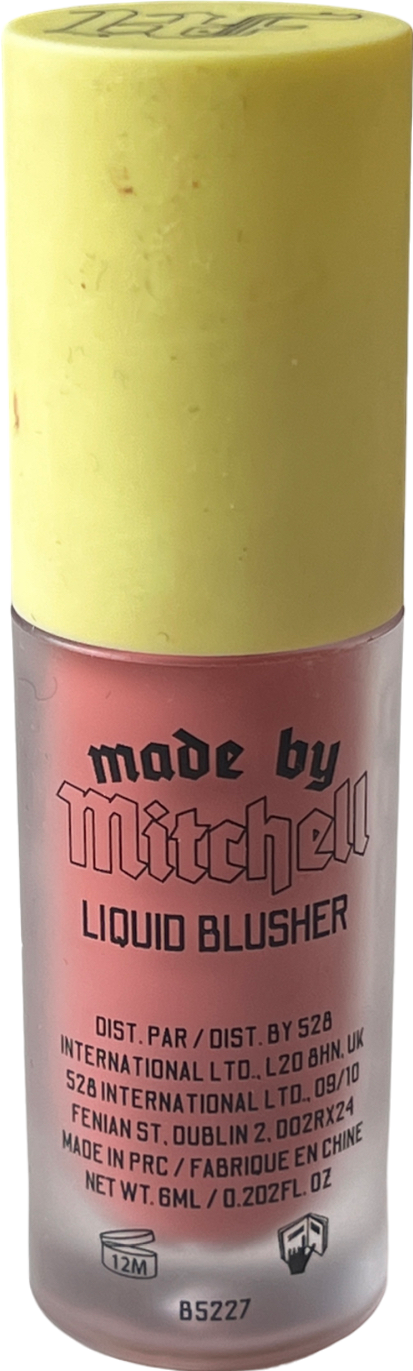 made by
Mitchell
LIQUID BLUSHER
DIST. PAR / DIST. BY 528
INTERNATIONAL LTD., L20 8HN, UK
528 INTERNATIONAL LTD., 09/10
FENIAN ST, DUBLIN 2, D02RX24
MADE IN PRC / FABRIQUE EN CHINE
NET WT. 6ML / 0.202FL. OZ
12M
B5227